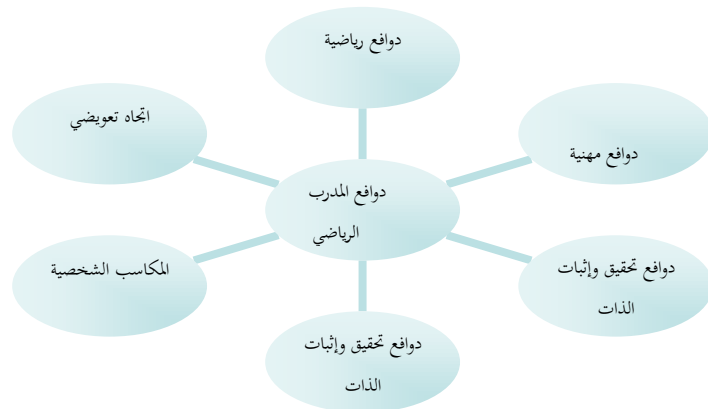 دوافع رياضية
دوافع مهنية
اتجاه تعويضي
دوافع المدرب
الرياضي
دوافع تحقيق وإثبات
الذات
المكاسب الشخصية
دوافع تحقيق وإثبات
الذات